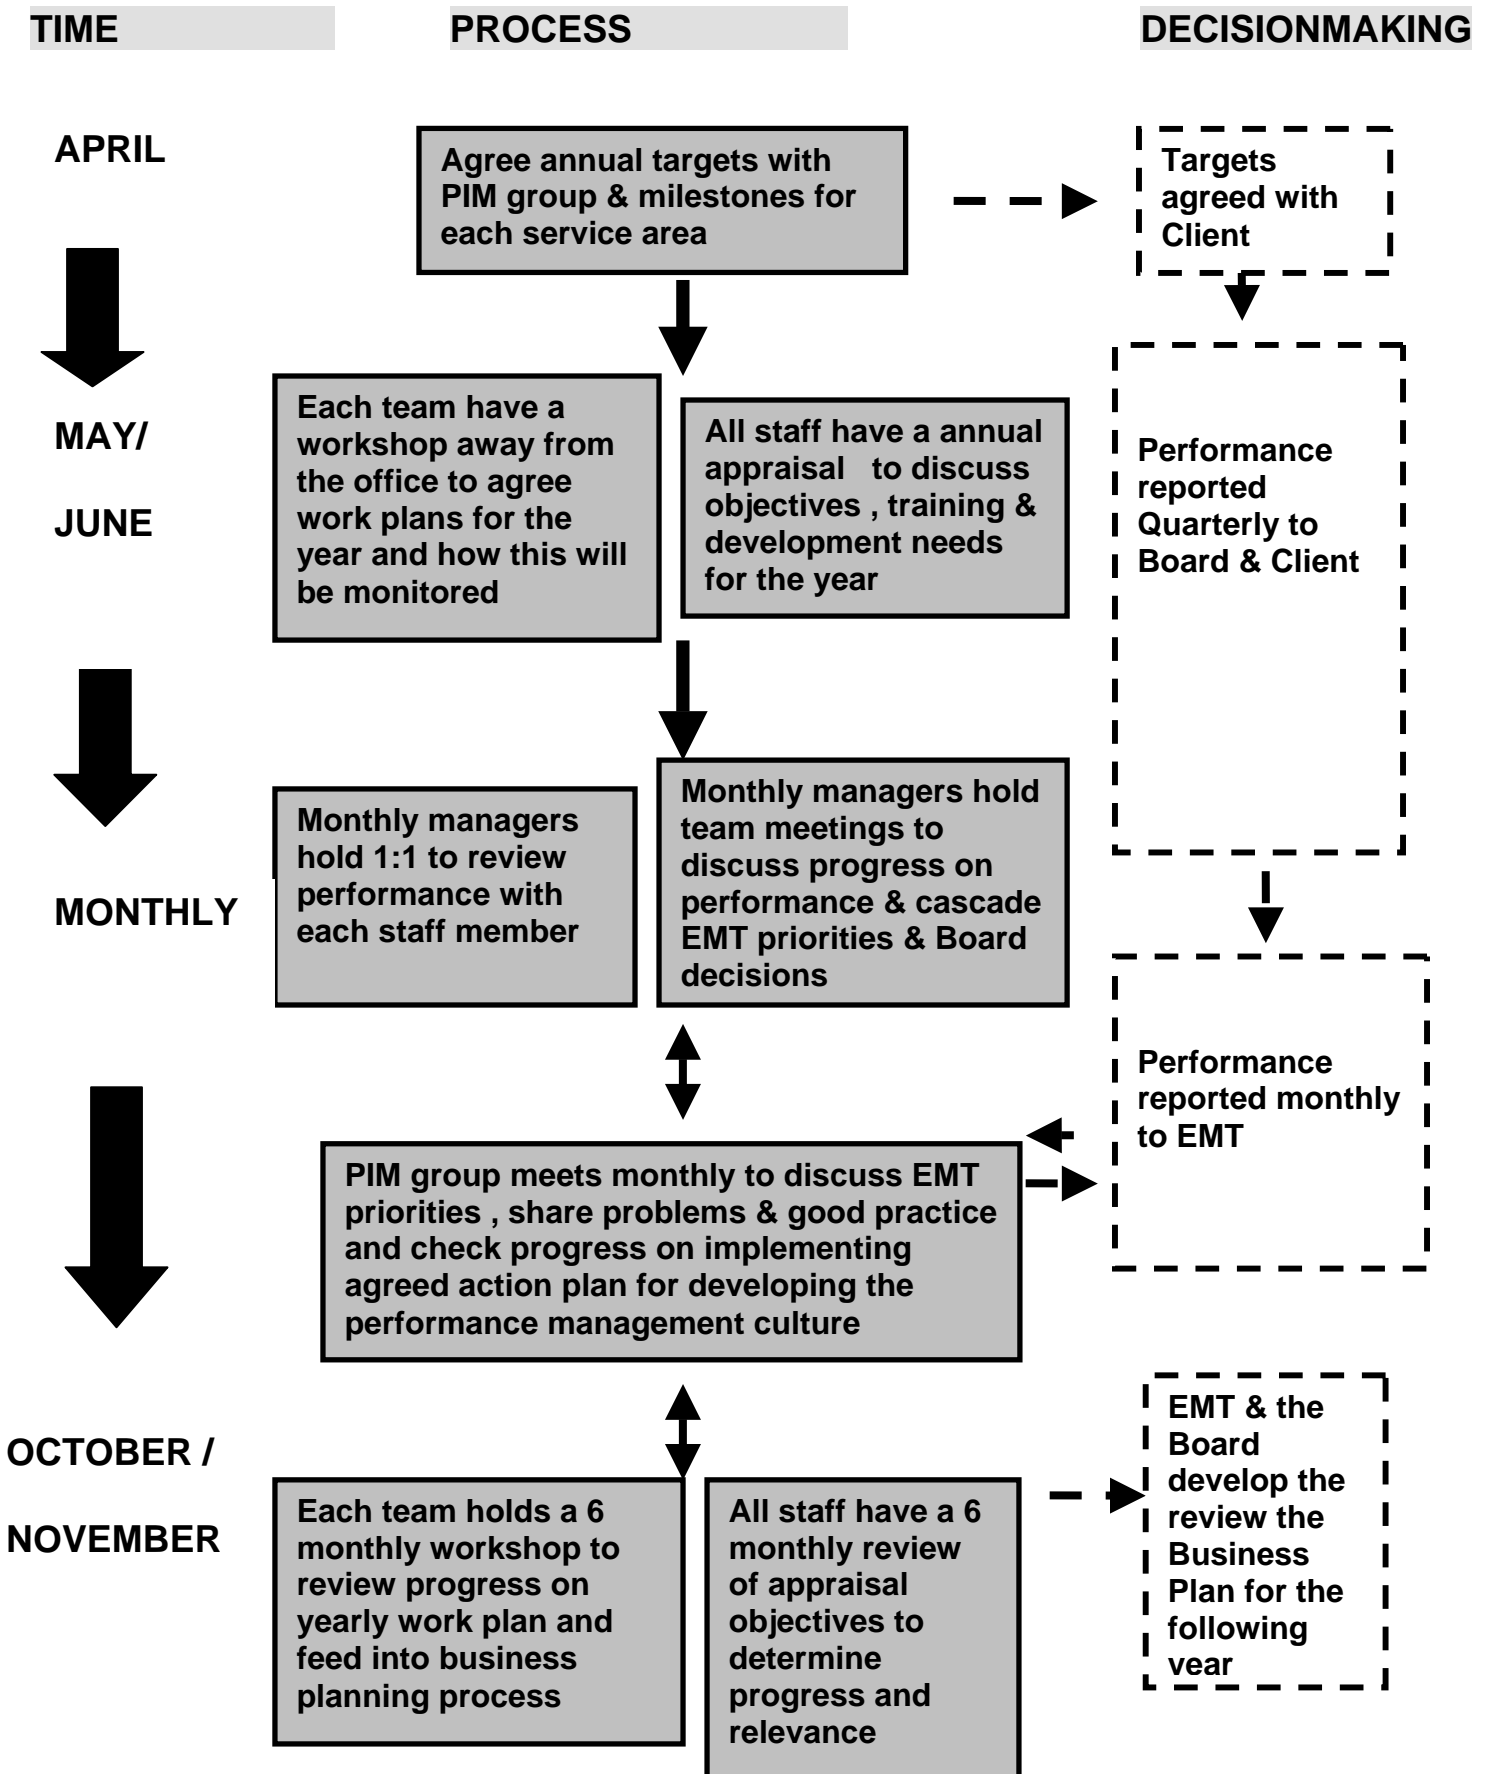 TIME
PROCESS
DECISIONMAKING
APRIL
Agree annual targets with
PIM group & milestones for
each service area
Targets
agreed with
Client
MAY/
JUNE
Each team have a
workshop away from
the office to agree
work plans for the
year and how this will
be monitored
All staff have a annual
appraisal to discuss
objectives , training &
development needs
for the year
Performance
reported
Quarterly to
Board & Client
MONTHLY
Monthly managers
hold 1:1 to review
performance with
each staff member
Monthly managers hold
team meetings to
discuss progress on
performance & cascade
EMT priorities & Board
decisions
Performance
reported monthly
to EMT
PIM group meets monthly to discuss EMT
priorities , share problems & good practice
and check progress on implementing
agreed action plan for developing the
performance management culture
OCTOBER /
NOVEMBER
Each team holds a 6
monthly workshop to
review progress on
yearly work plan and
feed into business
planning process
All staff have a 6
monthly review
of appraisal
objectives to
determine
progress and
relevance
EMT & the
Board
develop the
review the
Business
Plan for the
following
year